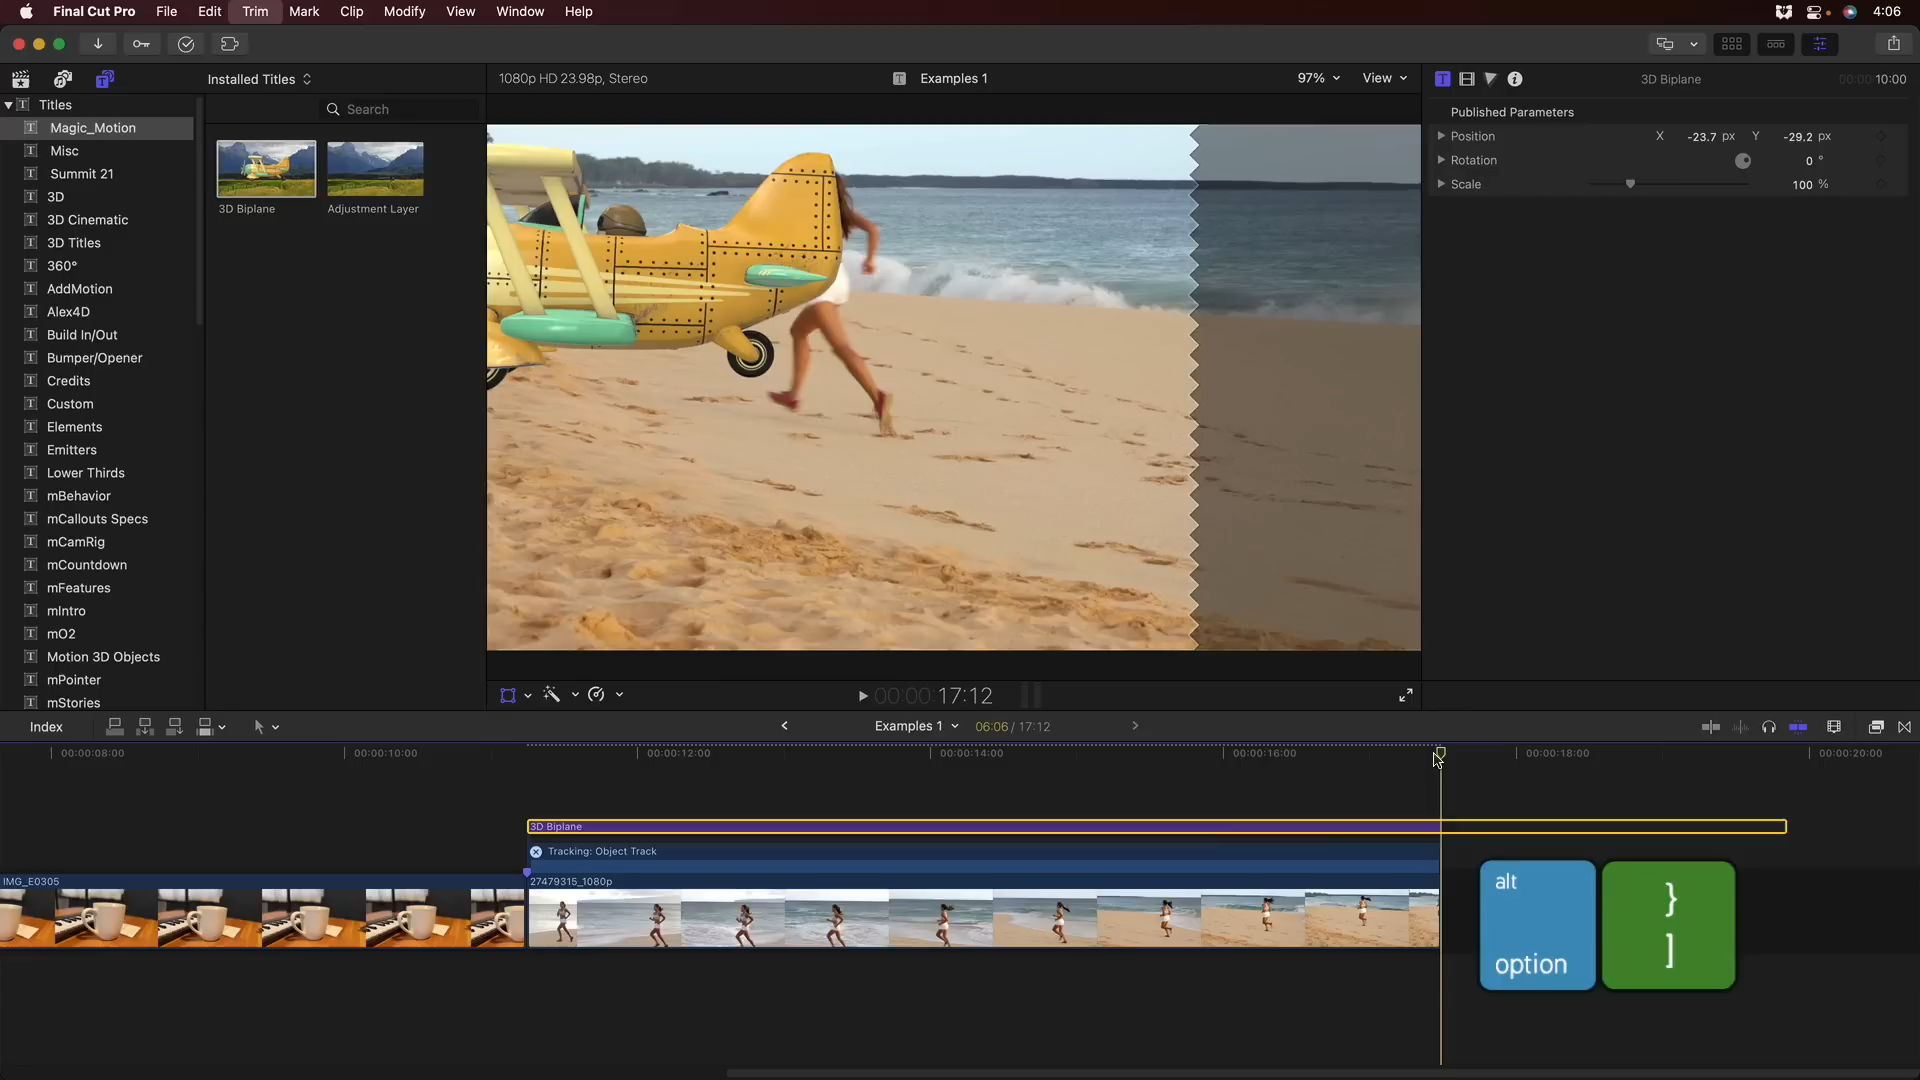 Final Cut Pro File Edit Trim Mark Clip Modify View Window Help 4:06
Installed Titles
1080p HD 23.98p, Stereo
Examples 1
97%
View
3D Biplane
00:00:10:00
Titles
Search
Magic_Motion
Misc
Summit 21
3D
3D Cinematic
3D Titles
360°
AddMotion
Alex4D
Build In/Out
Bumper/Opener
Credits
Custom
Elements
Emitters
Lower Thirds
mBehavior
mCallouts Specs
mCamRig
mCountdown
mFeatures
mIntro
mO2
Motion 3D Objects
mPointer
mStories
3D Biplane
Adjustment Layer
Published Parameters
Position X -23.7 px Y -29.2 px
Rotation 0 °
Scale 100 %
00:00:17:12
Index
Examples 1
06:06 / 17:12
00:00:08:00
00:00:10:00
00:00:12:00
00:00:14:00
00:00:16:00
00:00:18:00
00:00:20:00
3D Biplane
Tracking: Object Track
IMG_E0305
27479315_1080p
alt
option
}
]